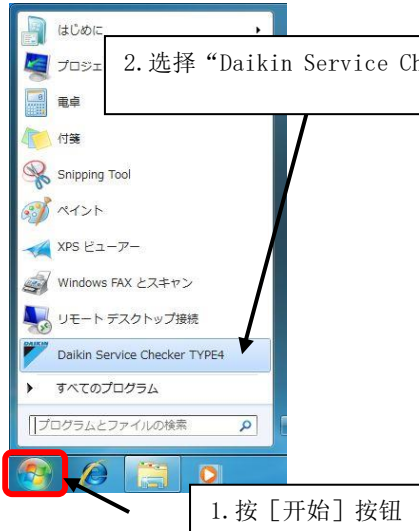 はじめに
プロジェ
2.选择“Daikin Service Ch
電卓
付箋
Snipping Tool
ペイント
XPS ビューアー
Windows FAX とスキャン
リモート デスクトップ接続
DAIKIN
Daikin Service Checker TYPE4
すべてのプログラム
プログラムとファイルの検索
1.按［开始］按钮